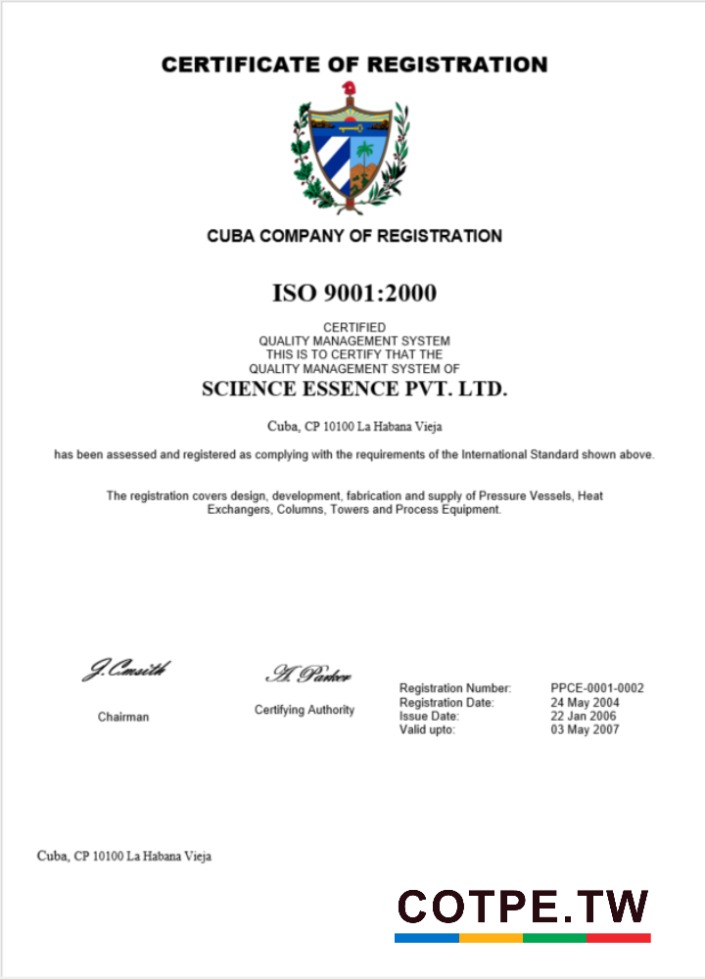 CERTIFICATE OF REGISTRATION
CUBA COMPANY OF REGISTRATION
ISO 9001:2000
CERTIFIED
QUALITY MANAGEMENT SYSTEM
THIS IS TO CERTIFY THAT THE
QUALITY MANAGEMENT SYSTEM OF
SCIENCE ESSENCE PVT. LTD.
Cuba, CP 10100 La Habana Vieja
has been assessed and registered as complying with the requirements of the International Standard shown above.
The registration covers design, development, fabrication and supply of Pressure Vessels, Heat
Exchangers, Columns, Towers and Process Equipment.
J. Cmsith
Chairman
A. Parker
Certifying Authority
Registration Number: PPCE-0001-0002
Registration Date: 24 May 2004
Issue Date: 22 Jan 2006
Valid upto: 03 May 2007
Cuba, CP 10100 La Habana Vieja
COTPE.TW